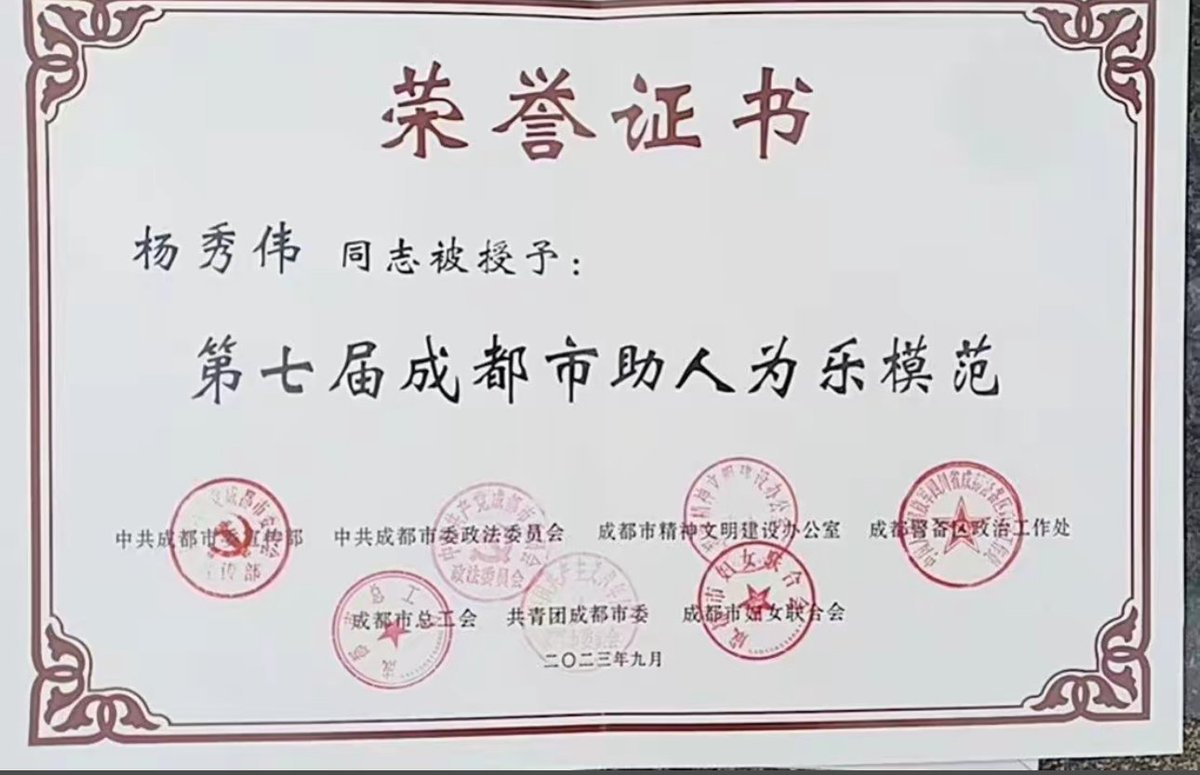 荣誉证书
杨秀伟 同志被授予：
第七届成都市助人为乐模范
中共成都市委宣传部 中共成都市委政法委员会 成都市精神文明建设办公室 成都警备区政治工作处
成都市总工会 共青团成都市委 成都市妇女联合会
二〇二三年九月